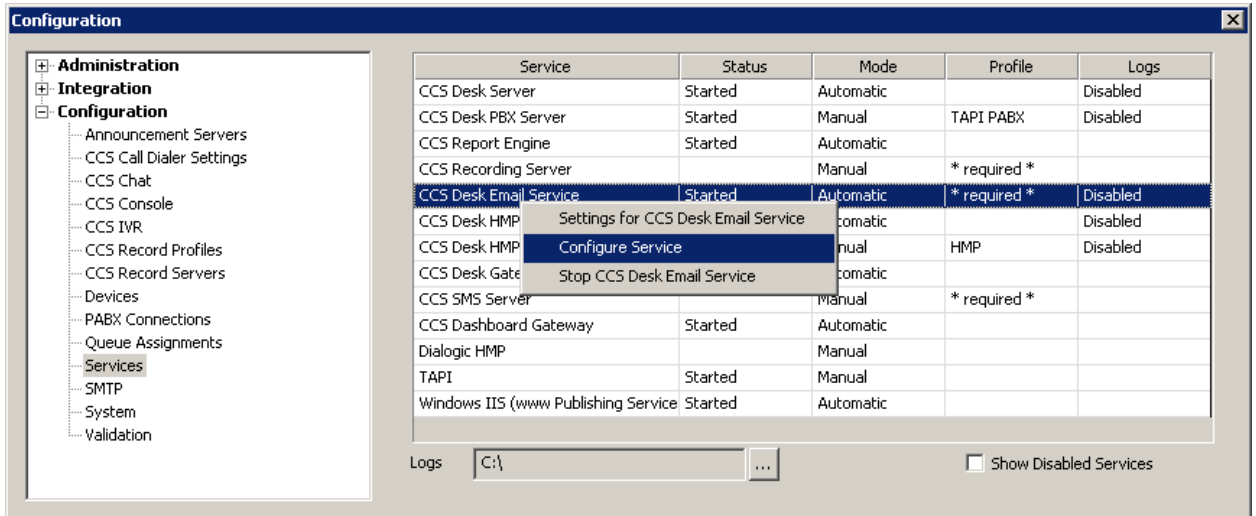 Configuration
Administration
Integration
Configuration
Announcement Servers
CCS Call Dialer Settings
CCS Chat
CCS Console
CCS IVR
CCS Record Profiles
CCS Record Servers
Devices
PABX Connections
Queue Assignments
Services
SMTP
System
Validation
Service Status Mode Profile Logs
CCS Desk Server Started Automatic Disabled
CCS Desk PBX Server Started Manual TAPI PABX Disabled
CCS Report Engine Started Automatic
CCS Recording Server Manual * required *
CCS Desk Email Service Started Automatic * required * Disabled
CCS Desk HMP tomatic Disabled
CCS Desk HMP nual HMP Disabled
CCS Desk Gate tomatic
CCS SMS Server Manual * required *
CCS Dashboard Gateway Started Automatic
Dialogic HMP Manual
TAPI Started Manual
Windows IIS (www Publishing Service Started Automatic
Settings for CCS Desk Email Service
Configure Service
Stop CCS Desk Email Service
Logs C:\ ... Show Disabled Services